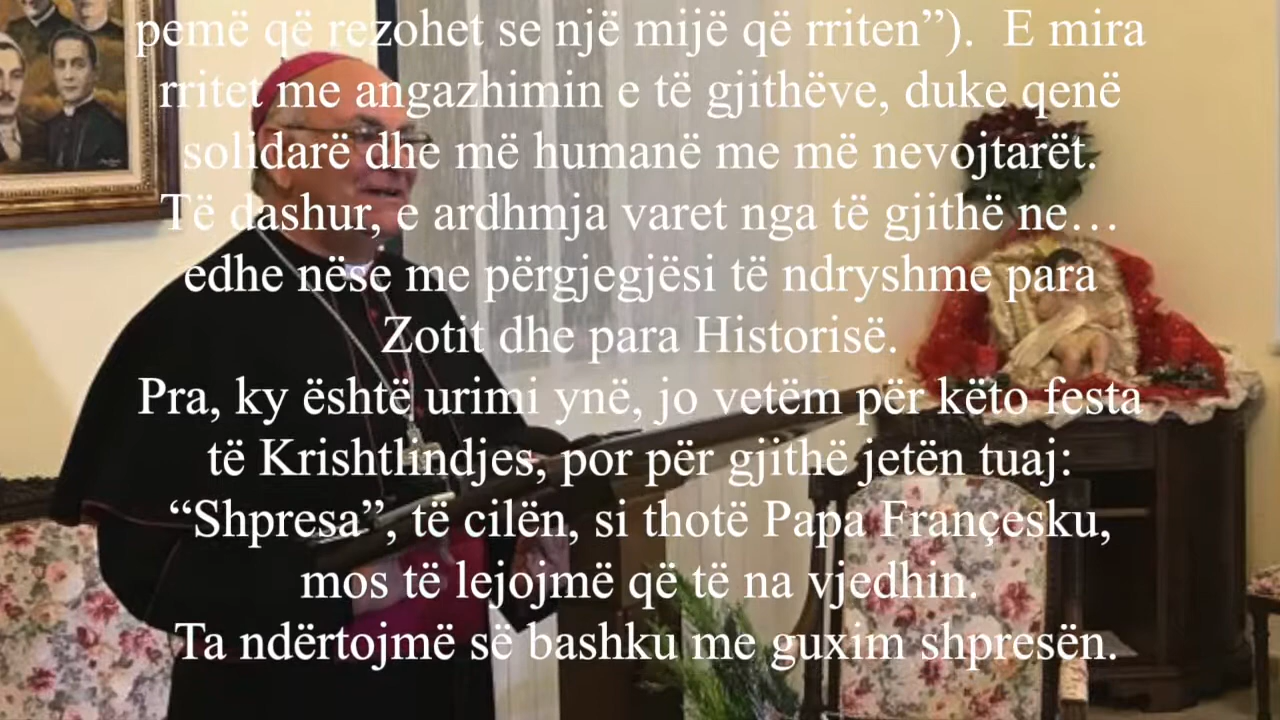 pemë që rezohet se një mijë që rriten”).  E mira
rritet me angazhimin e të gjithëve, duke qenë
solidarë dhe më humanë me më nevojtarët.
Të dashur, e ardhmja varet nga të gjithë ne…
edhe nëse me përgjegjësi të ndryshme para
Zotit dhe para Historisë.
Pra, ky është urimi ynë, jo vetëm për këto festa
të Krishtlindjes, por për gjithë jetën tuaj:
“Shpresa”, të cilën, si thotë Papa Françesku,
mos të lejojmë që të na vjedhin.
Ta ndërtojmë së bashku me guxim shpresën.